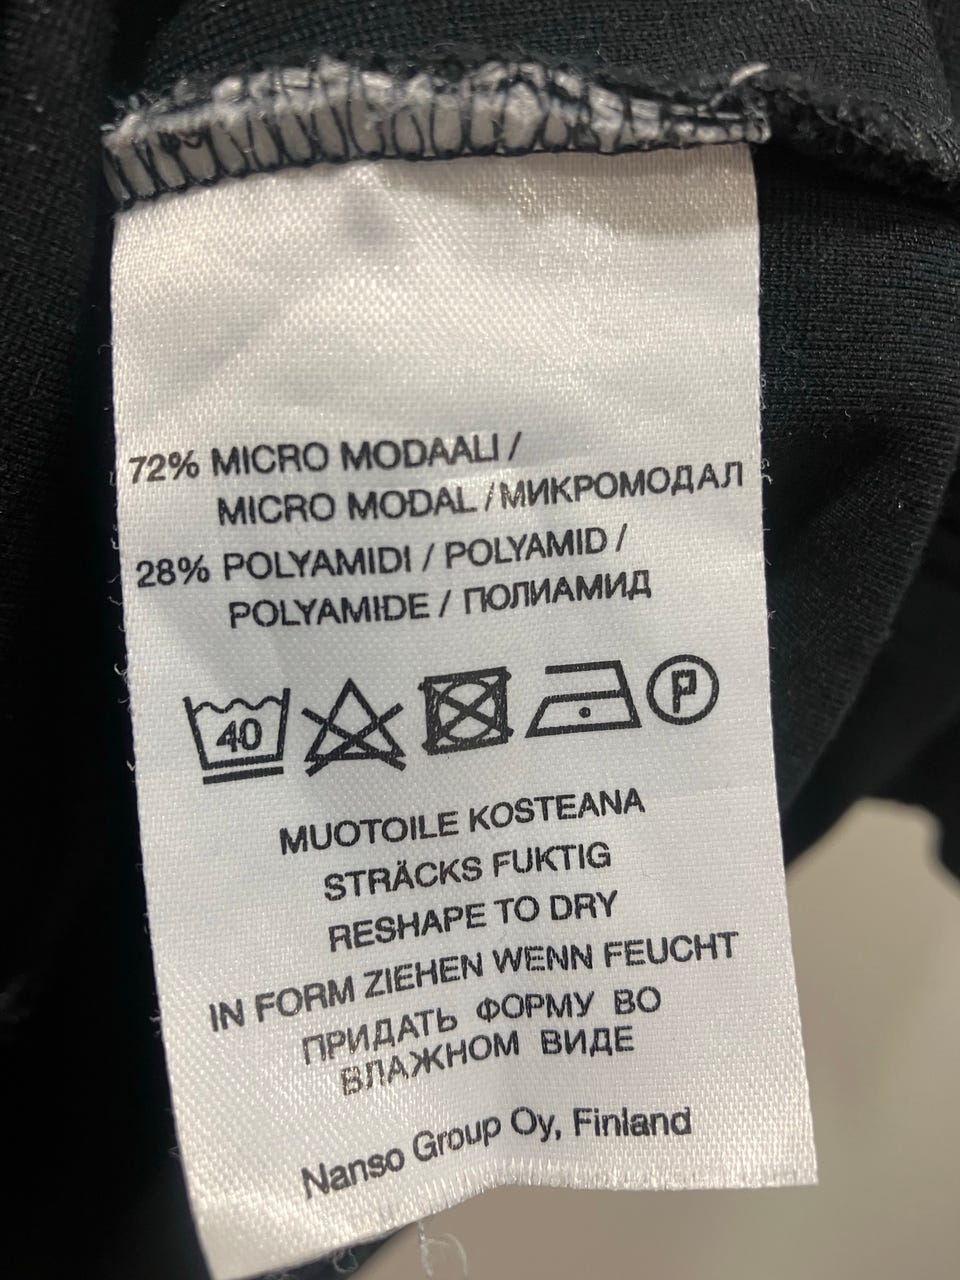 72% MICRO MODAALI /
MICRO MODAL / МИКРОМОДАЛ
28% POLYAMIDI / POLYAMID /
POLYAMIDE / ПОЛИАМИД
40 P
MUOTOILE KOSTEANA
STRÄCKS FUKTIG
RESHAPE TO DRY
IN FORM ZIEHEN WENN FEUCHT
ПРИДАТЬ ФОРМУ ВО
ВЛАЖНОМ ВИДЕ
Nanso Group Oy, Finland